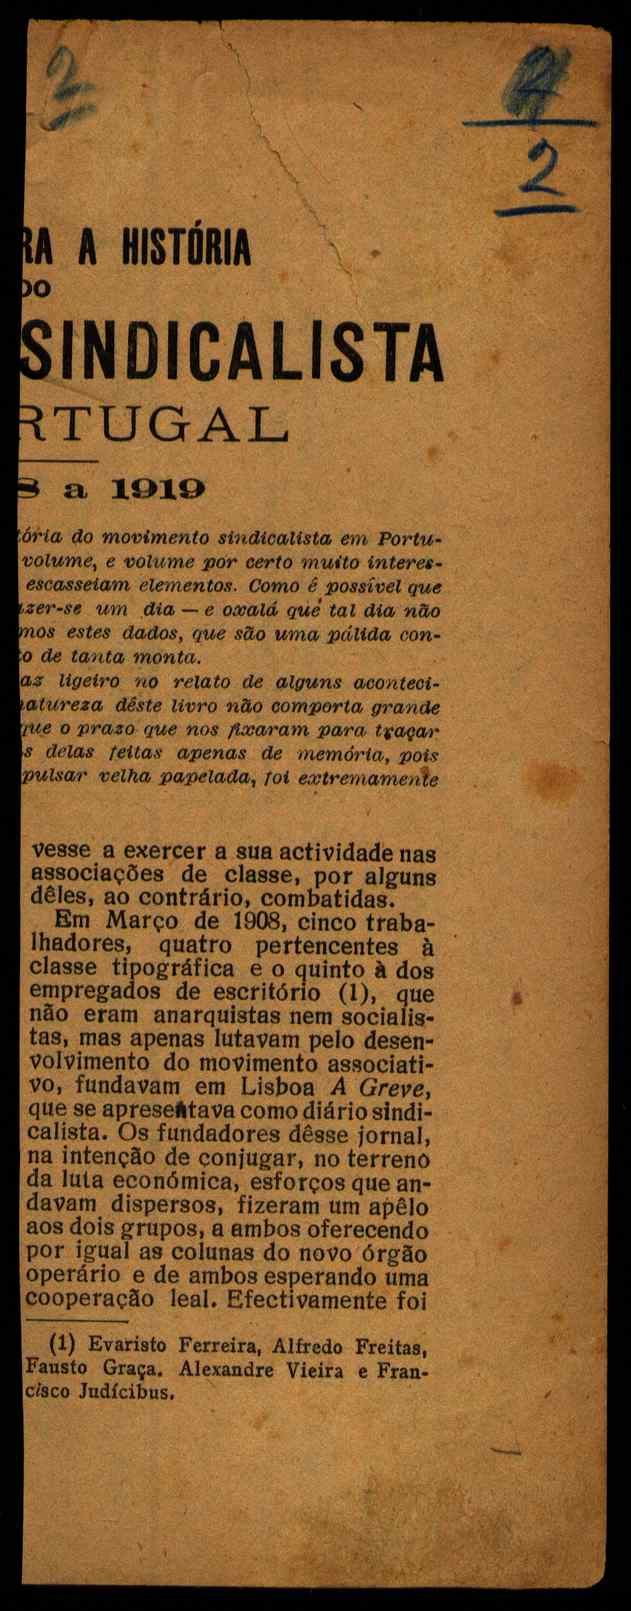 2
2
RA A HISTÓRIA
DO
SINDICALISTA
RTUGAL
8 a 1919
tória do movimento sindicalista em Portu-
volume, e volume por certo muito interes-
escasseiam elementos. Como é possível que
zer-se um dia — e oxalá que tal dia não
mos estes dados, que são uma pálida con-
to de tanta monta.
az ligeiro no relato de alguns aconteci-
natureza dêste livro não comporta grande
que o prazo que nos fixaram para traçar
s delas feitas apenas de memória, pois
pulsar velha papelada, foi extremamente
vesse a exercer a sua actividade nas
associações de classe, por alguns
dêles, ao contrário, combatidas.
Em Março de 1908, cinco traba-
lhadores, quatro pertencentes à
classe tipográfica e o quinto à dos
empregados de escritório (1), que
não eram anarquistas nem socialis-
tas, mas apenas lutavam pelo desen-
volvimento do movimento associati-
vo, fundavam em Lisboa A Greve,
que se apresentava como diário sindi-
calista. Os fundadores dêsse jornal,
na intenção de conjugar, no terreno
da luta económica, esforços que an-
davam dispersos, fizeram um apêlo
aos dois grupos, a ambos oferecendo
por igual as colunas do novo órgão
operário e de ambos esperando uma
cooperação leal. Efectivamente foi
(1) Evaristo Ferreira, Alfredo Freitas,
Fausto Graça. Alexandre Vieira e Fran-
cisco Judícibus.